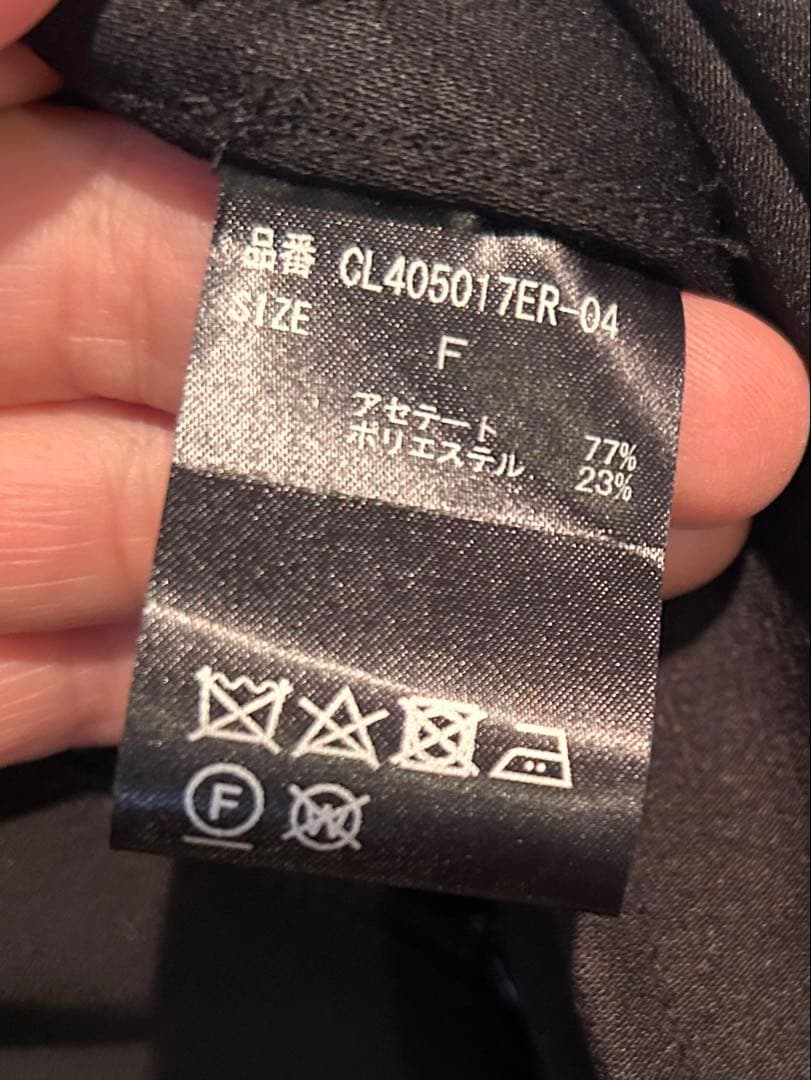 品番 CL405017ER-04
SIZE
F
アセテート 77%
ポリエステル 23%
F
W